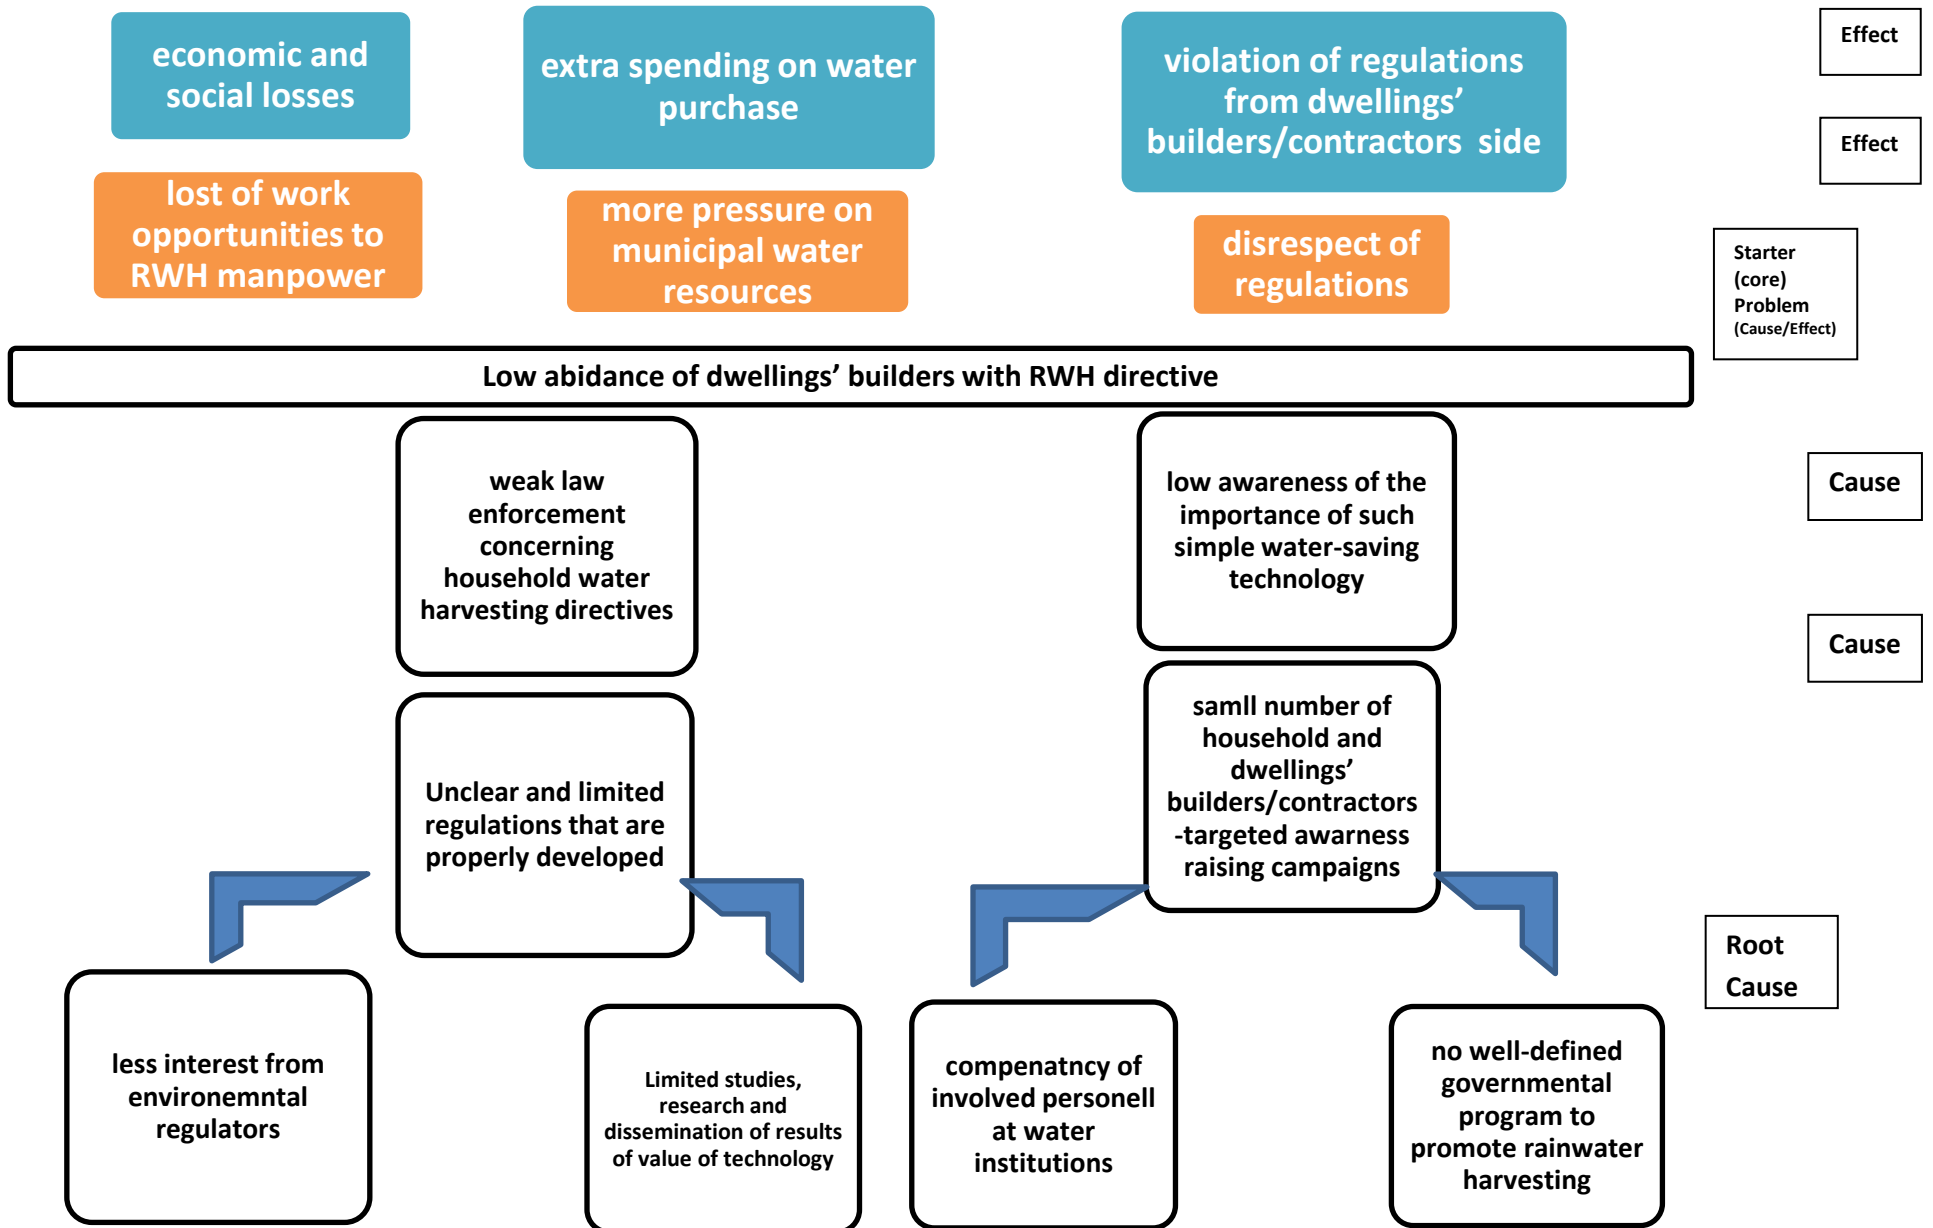 economic and
social losses
extra spending on water
purchase
violation of regulations
from dwellings’
builders/contractors side
Effect
Effect
lost of work
opportunities to
RWH manpower
more pressure on
municipal water
resources
disrespect of
regulations
Starter
(core)
Problem
(Cause/Effect)
Low abidance of dwellings’ builders with RWH directive
weak law
enforcement
concerning
household water
harvesting directives
low awareness of the
importance of such
simple water-saving
technology
Cause
Cause
Unclear and limited
regulations that are
properly developed
samll number of
household and
dwellings’
builders/contractors
-targeted awarness
raising campaigns
Root
Cause
less interest from
environemntal
regulators
Limited studies,
research and
dissemination of results
of value of technology
compenatncy of
involved personell
at water
institutions
no well-defined
governmental
program to
promote rainwater
harvesting